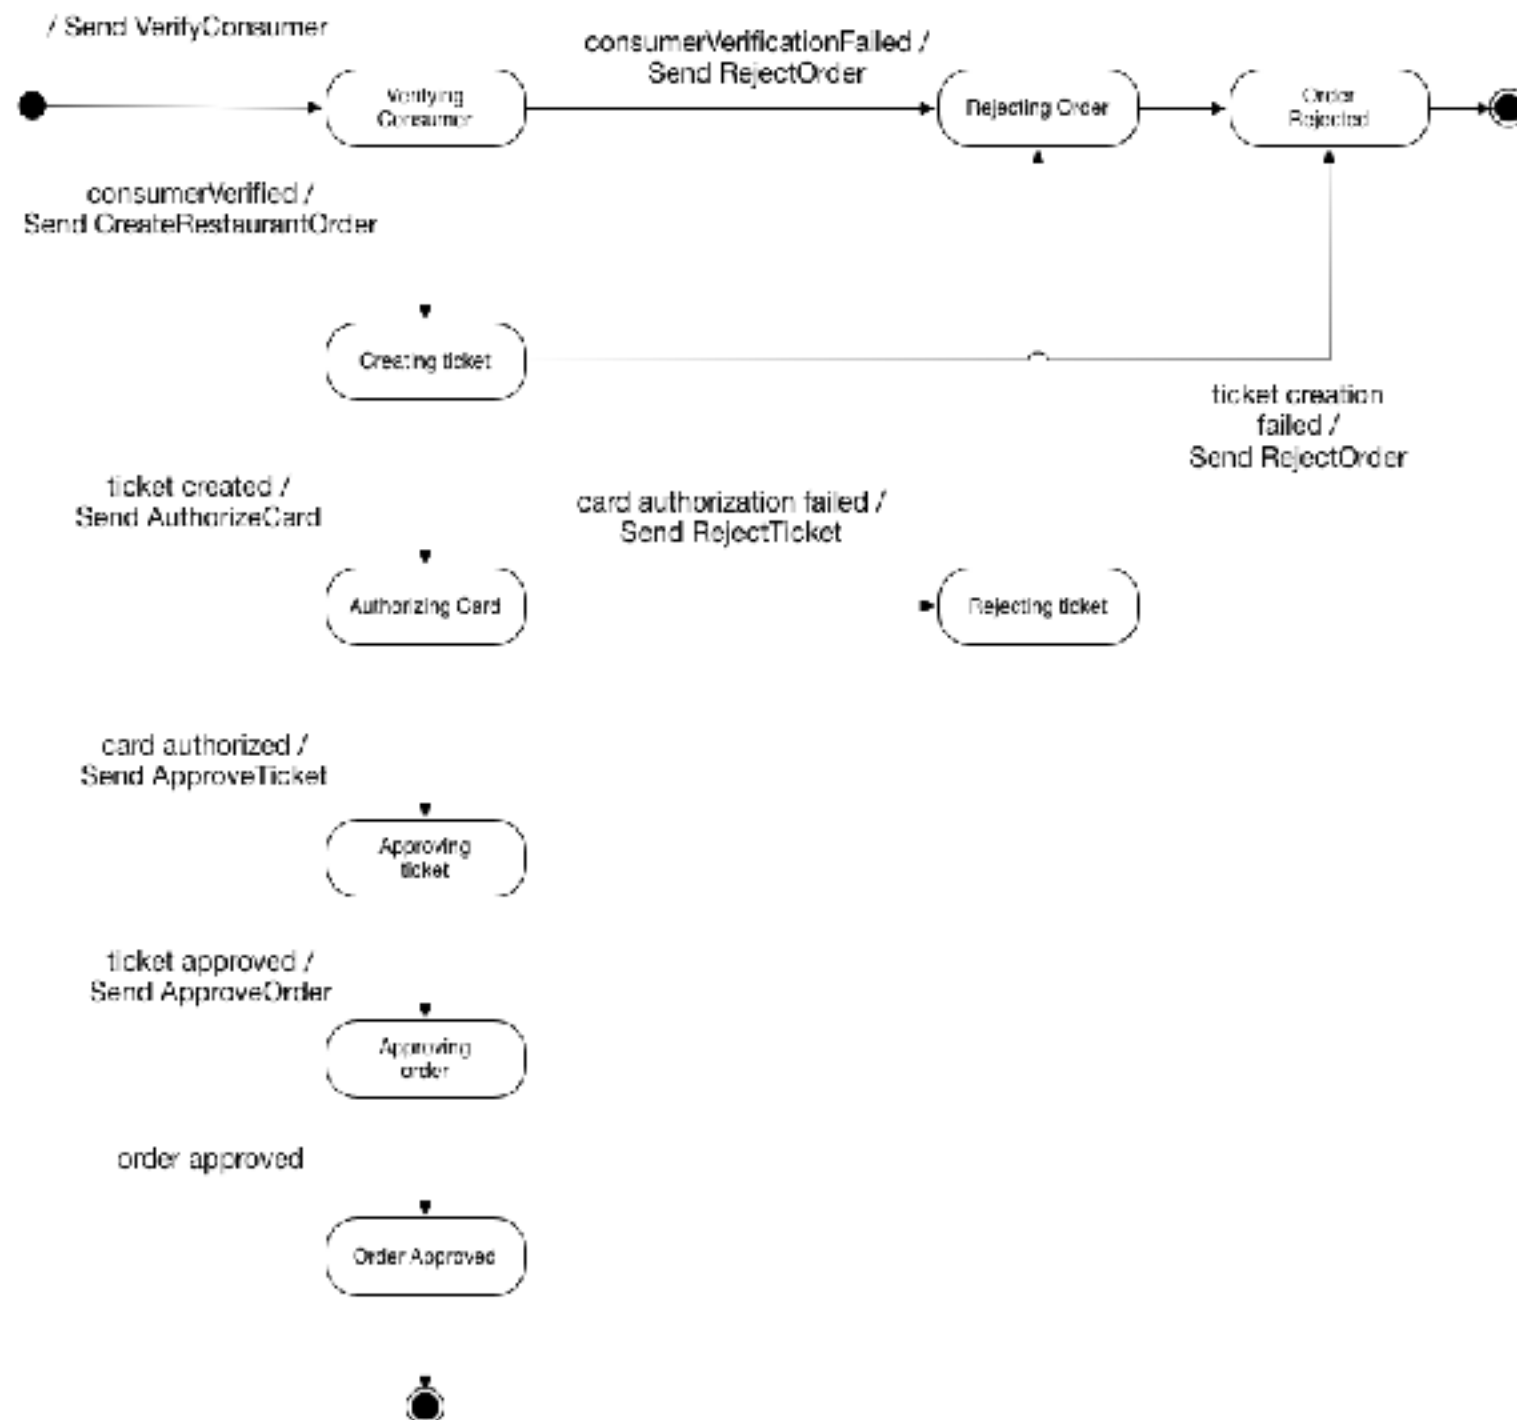 / Send VerifyConsumer
consumerVerificationFailed /
Send RejectOrder
Verifying
Consumer
Rejecting Order
Order
Rejected
consumerVerified /
Send CreateRestaurantOrder
Creating ticket
ticket creation
failed /
Send RejectOrder
ticket created /
Send AuthorizeCard
card authorization failed /
Send RejectTicket
Authorizing Card
Rejecting ticket
card authorized /
Send ApproveTicket
Approving
ticket
ticket approved /
Send ApproveOrder
Approving
order
order approved
Order Approved